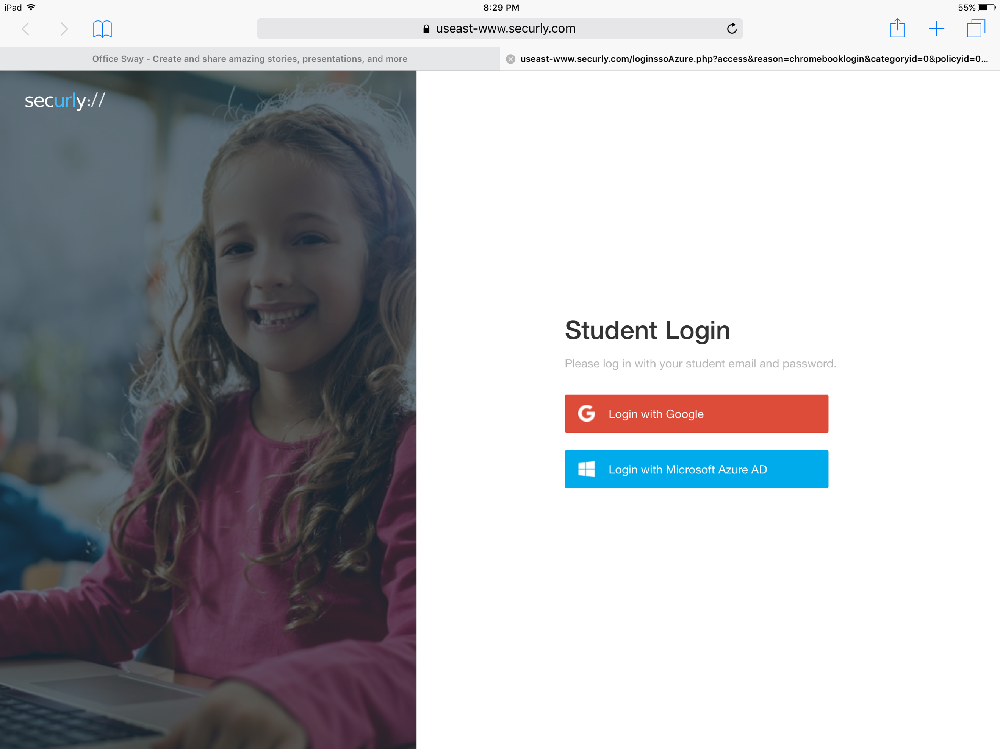 iPad
8:29 PM
55%
useast-www.securly.com
Office Sway - Create and share amazing stories, presentations, and more
useast-www.securly.com/loginssoAzure.php?access&reason=chromebooklogin&categoryid=0&policyid=0...
securly://
Student Login
Please log in with your student email and password.
G Login with Google
Login with Microsoft Azure AD